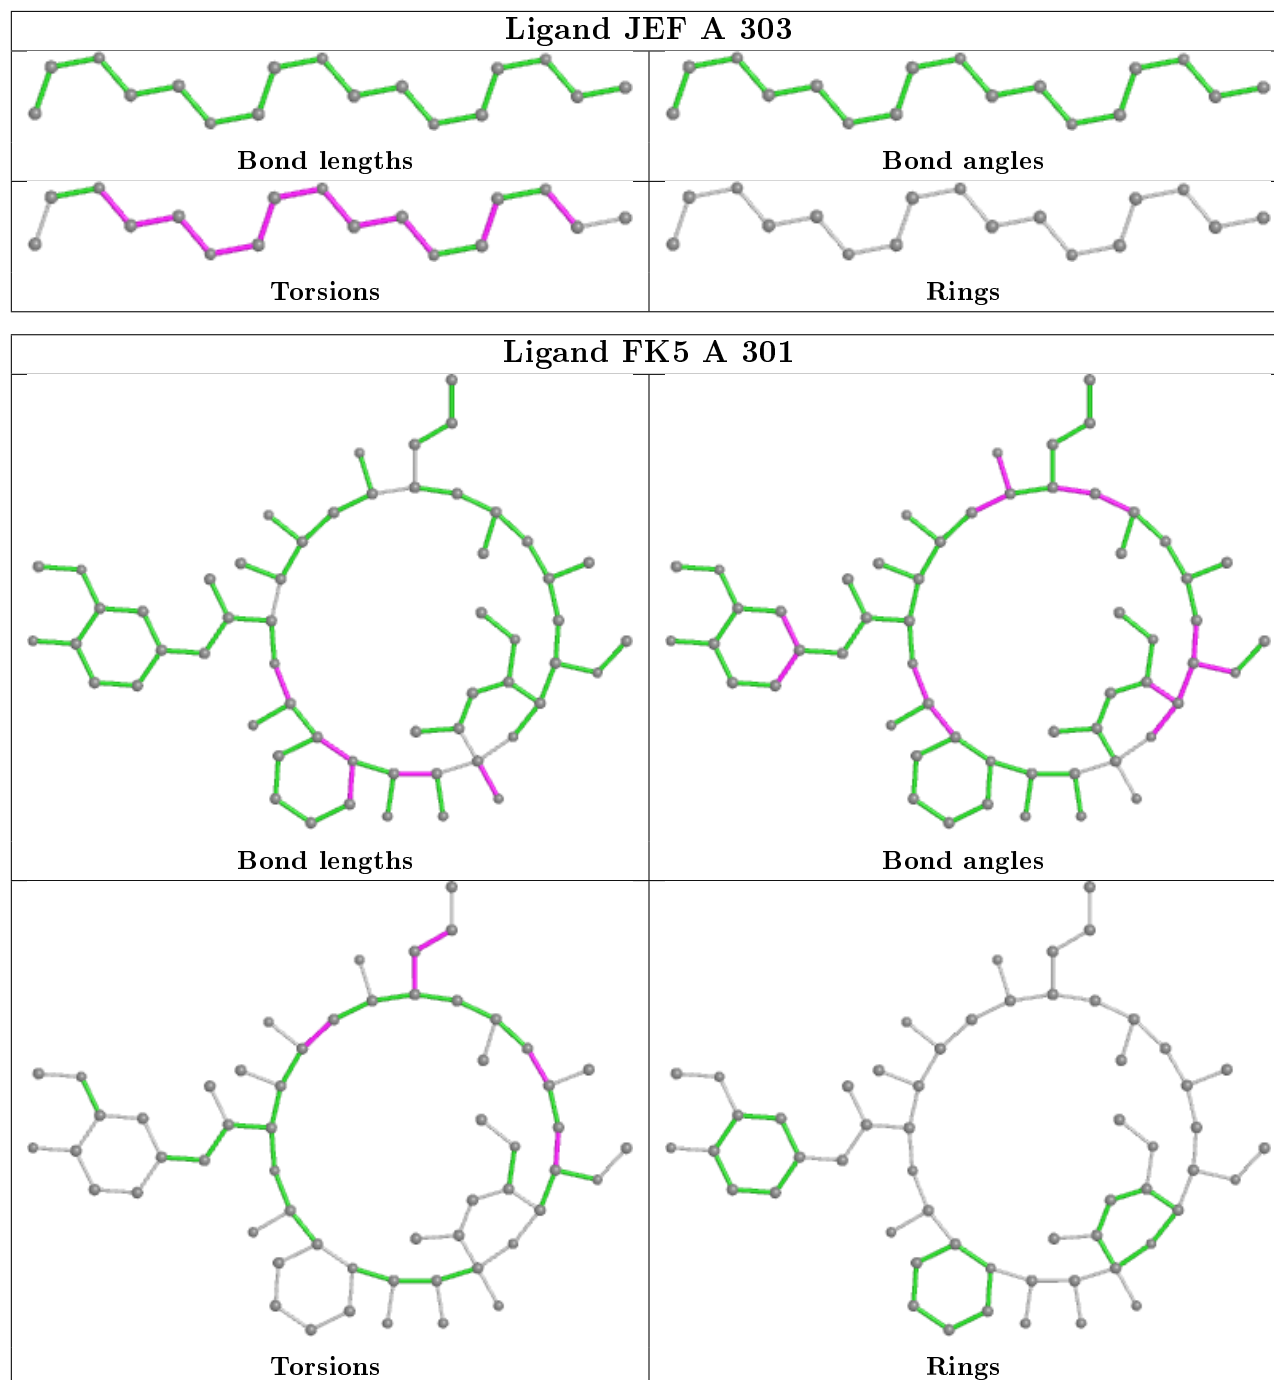 Ligand JEF A 303
Bond lengths
Bond angles
Torsions
Rings
Ligand FK5 A 301
Bond lengths
Bond angles
Torsions
Rings